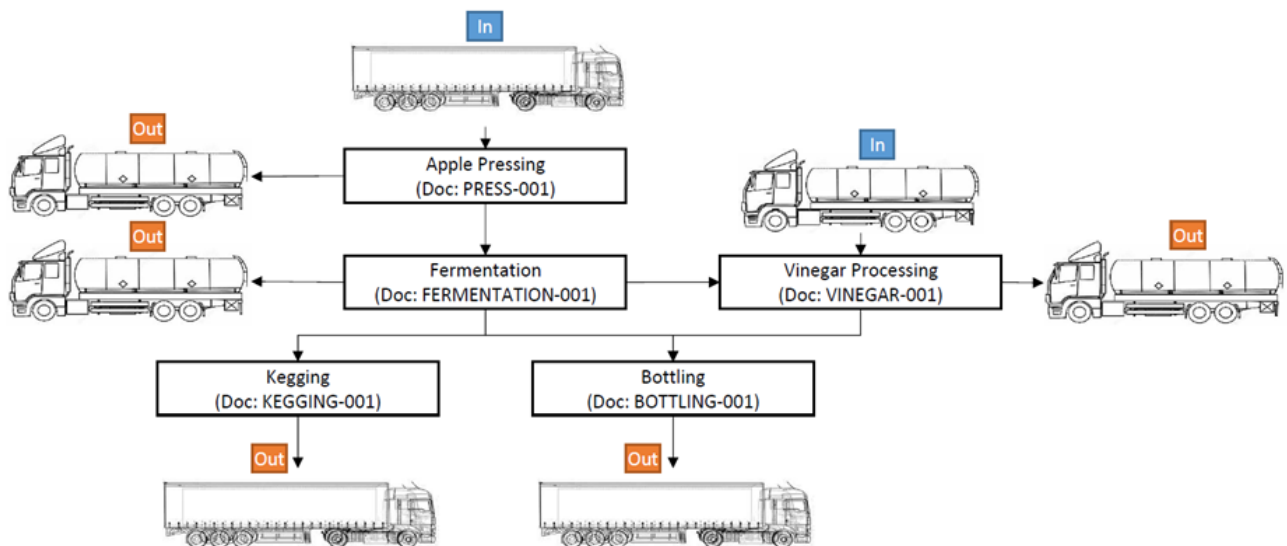 In
Out
Apple Pressing
(Doc: PRESS-001)
In
Out
Fermentation
(Doc: FERMENTATION-001)
Vinegar Processing
(Doc: VINEGAR-001)
Out
Kegging
(Doc: KEGGING-001)
Bottling
(Doc: BOTTLING-001)
Out
Out